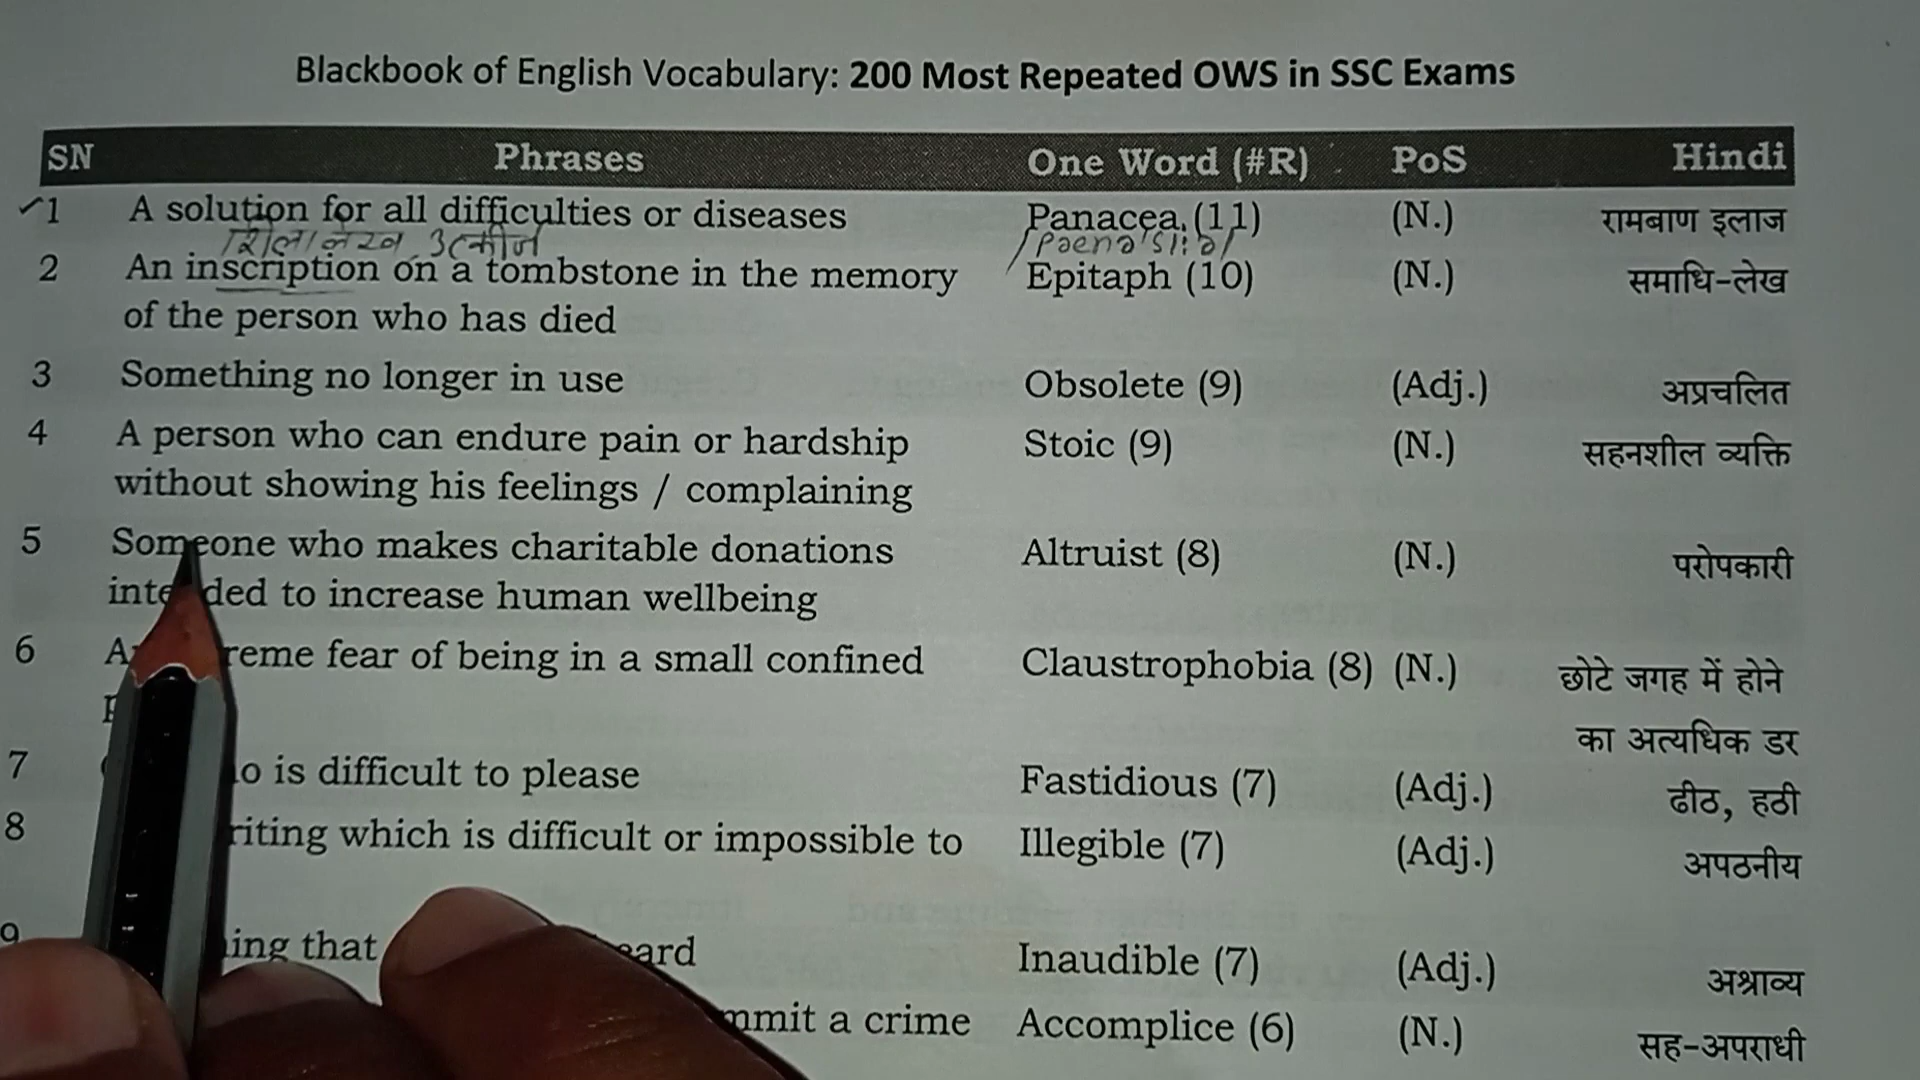 Blackbook of English Vocabulary: 200 Most Repeated OWS in SSC Exams
SN Phrases One Word (#R) PoS Hindi
1 A solution for all difficulties or diseases Panacea (11) (N.) रामबाण इलाज
शिलालेख
2 An inscription on a tombstone in the memory Epitaph (10) (N.) समाधि-लेख
of the person who has died
3 Something no longer in use Obsolete (9) (Adj.) अप्रचलित
4 A person who can endure pain or hardship Stoic (9) (N.) सहनशील व्यक्ति
without showing his feelings / complaining
5 Someone who makes charitable donations Altruist (8) (N.) परोपकारी
to increase human wellbeing
6 fear of being in a small confined Claustrophobia (8) (N.) छोटे जगह में होने
का अत्यधिक डर
7 is difficult to please Fastidious (7) (Adj.) ढीठ, हठी
8 which is difficult or impossible to Illegible (7) (Adj.) अपठनीय
9 that Inaudible (7) (Adj.) अश्राव्य
a crime Accomplice (6) (N.) सह-अपराधी